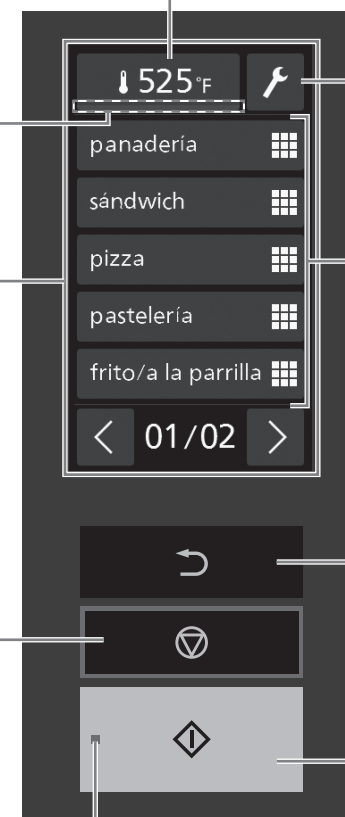 525°F
panadería
sándwich
pizza
pastelería
frito/a la parrilla
01/02